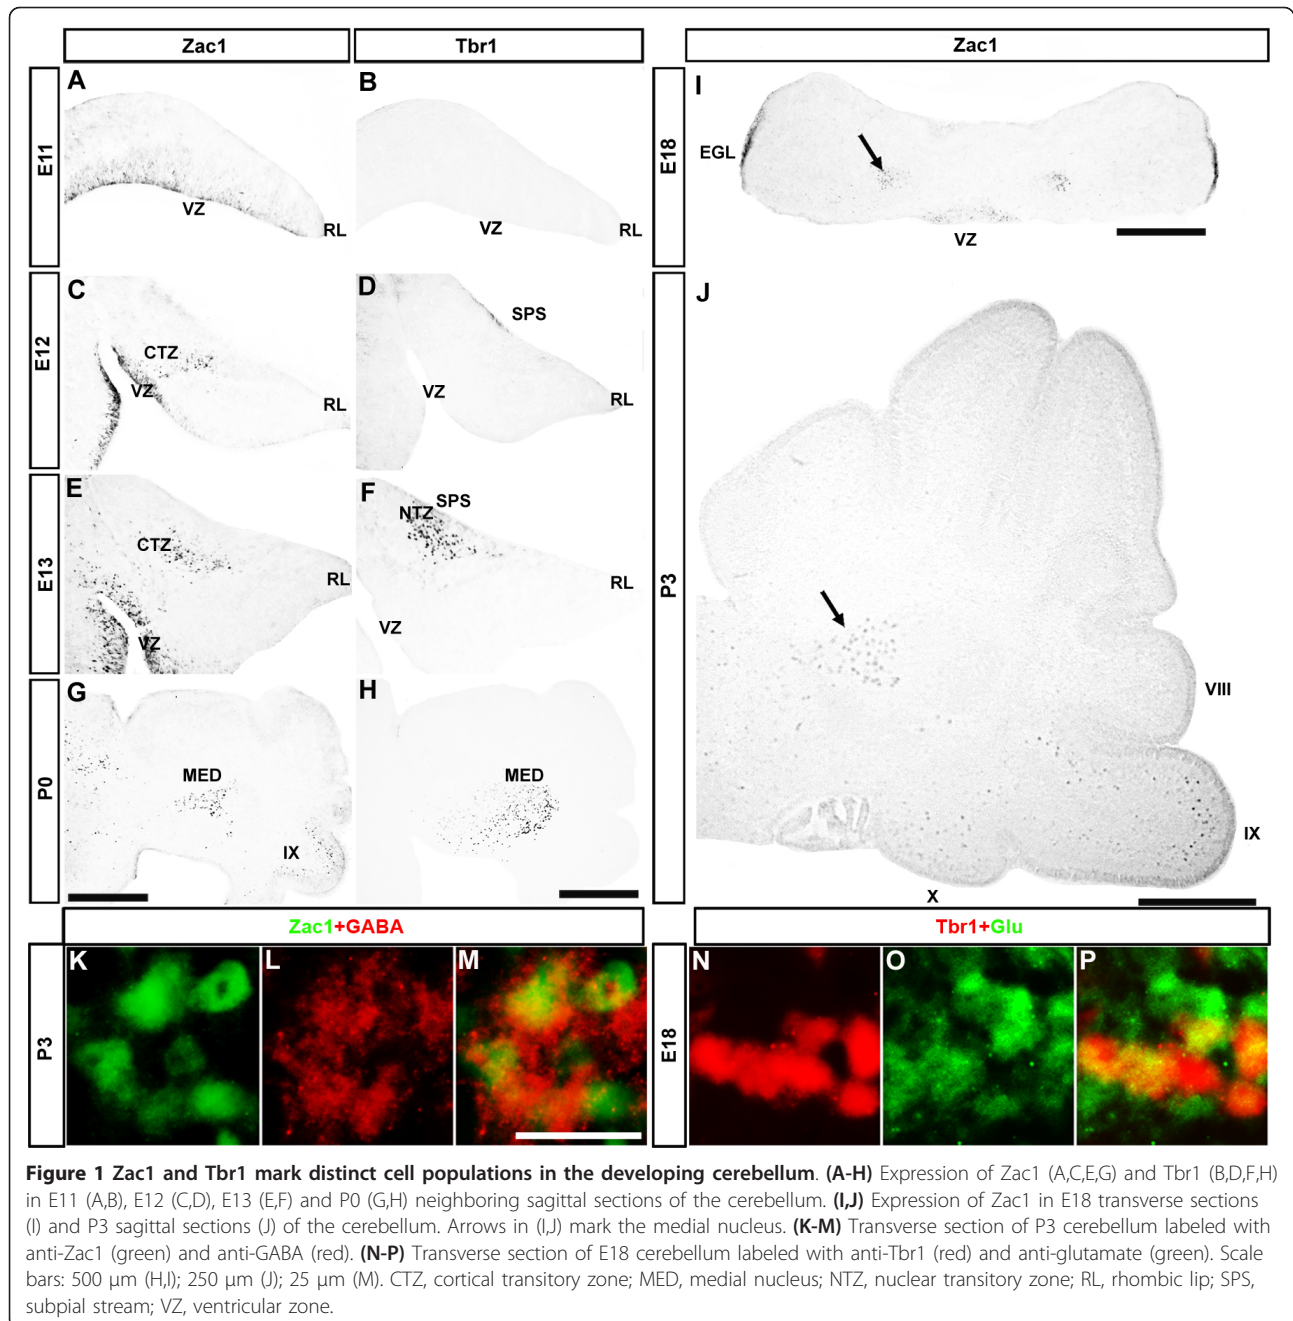 Zac1
Tbr1
Zac1
E11
A
VZ
RL
B
VZ
RL
E18
I
EGL
VZ
E12
C
CTZ
VZ
RL
D
SPS
VZ
RL
E13
E
CTZ
VZ
RL
F
SPS
NTZ
VZ
RL
P0
G
MED
IX
H
MED
P3
J
VIII
IX
X
Zac1+GABA
P3
K
L
M
Tbr1+Glu
E18
N
O
P
Figure 1 Zac1 and Tbr1 mark distinct cell populations in the developing cerebellum. (A-H) Expression of Zac1 (A,C,E,G) and Tbr1 (B,D,F,H)
in E11 (A,B), E12 (C,D), E13 (E,F) and P0 (G,H) neighboring sagittal sections of the cerebellum. (I,J) Expression of Zac1 in E18 transverse sections
(I) and P3 sagittal sections (J) of the cerebellum. Arrows in (I,J) mark the medial nucleus. (K-M) Transverse section of P3 cerebellum labeled with
anti-Zac1 (green) and anti-GABA (red). (N-P) Transverse section of E18 cerebellum labeled with anti-Tbr1 (red) and anti-glutamate (green). Scale
bars: 500 μm (H,I); 250 μm (J); 25 μm (M). CTZ, cortical transitory zone; MED, medial nucleus; NTZ, nuclear transitory zone; RL, rhombic lip; SPS,
subpial stream; VZ, ventricular zone.